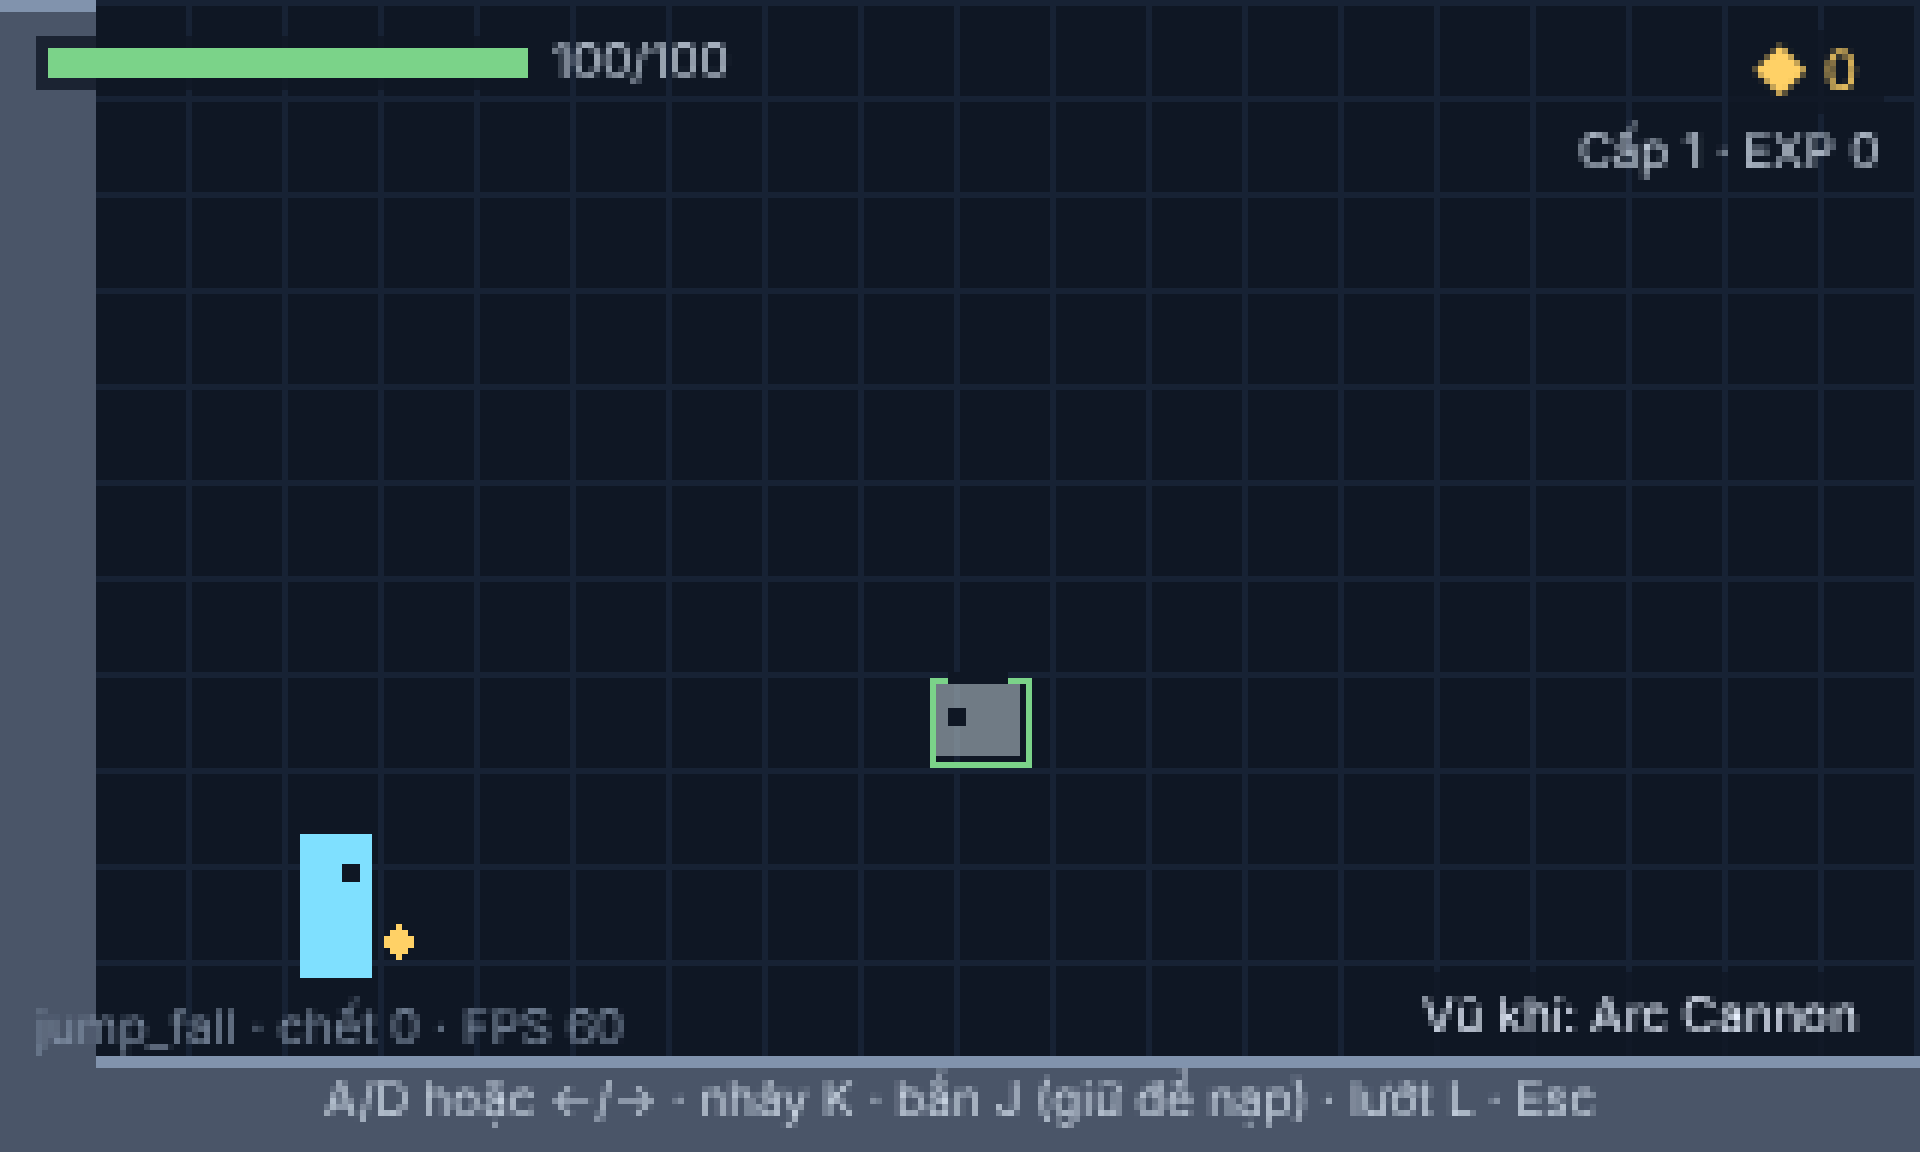 100/100
0
Cấp 1 · EXP 0
jump_fall · chết 0 · FPS 60
Vũ khí: Arc Cannon
A/D hoặc ←/→ · nhảy K · bắn J (giữ để nạp) · lướt L · Esc